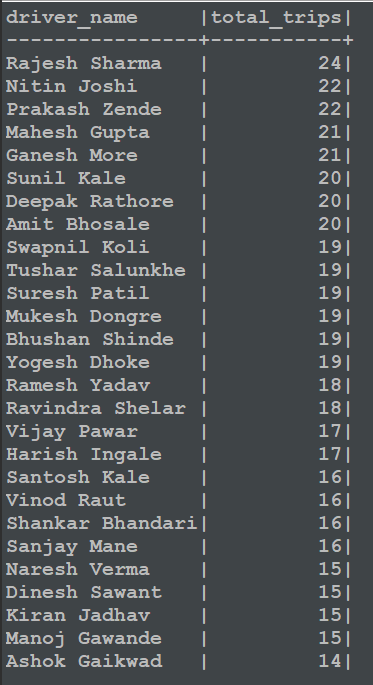 driver_name     |total_trips|
----------------+-----------+
Rajesh Sharma   |         24|
Nitin Joshi     |         22|
Prakash Zende   |         22|
Mahesh Gupta    |         21|
Ganesh More     |         21|
Sunil Kale      |         20|
Deepak Rathore  |         20|
Amit Bhosale    |         20|
Swapnil Koli    |         19|
Tushar Salunkhe |         19|
Suresh Patil    |         19|
Mukesh Dongre   |         19|
Bhushan Shinde  |         19|
Yogesh Dhoke    |         19|
Ramesh Yadav    |         18|
Ravindra Shelar |         18|
Vijay Pawar     |         17|
Harish Ingale   |         17|
Santosh Kale    |         16|
Vinod Raut      |         16|
Shankar Bhandari|         16|
Sanjay Mane     |         16|
Naresh Verma    |         15|
Dinesh Sawant   |         15|
Kiran Jadhav    |         15|
Manoj Gawande   |         15|
Ashok Gaikwad   |         14|